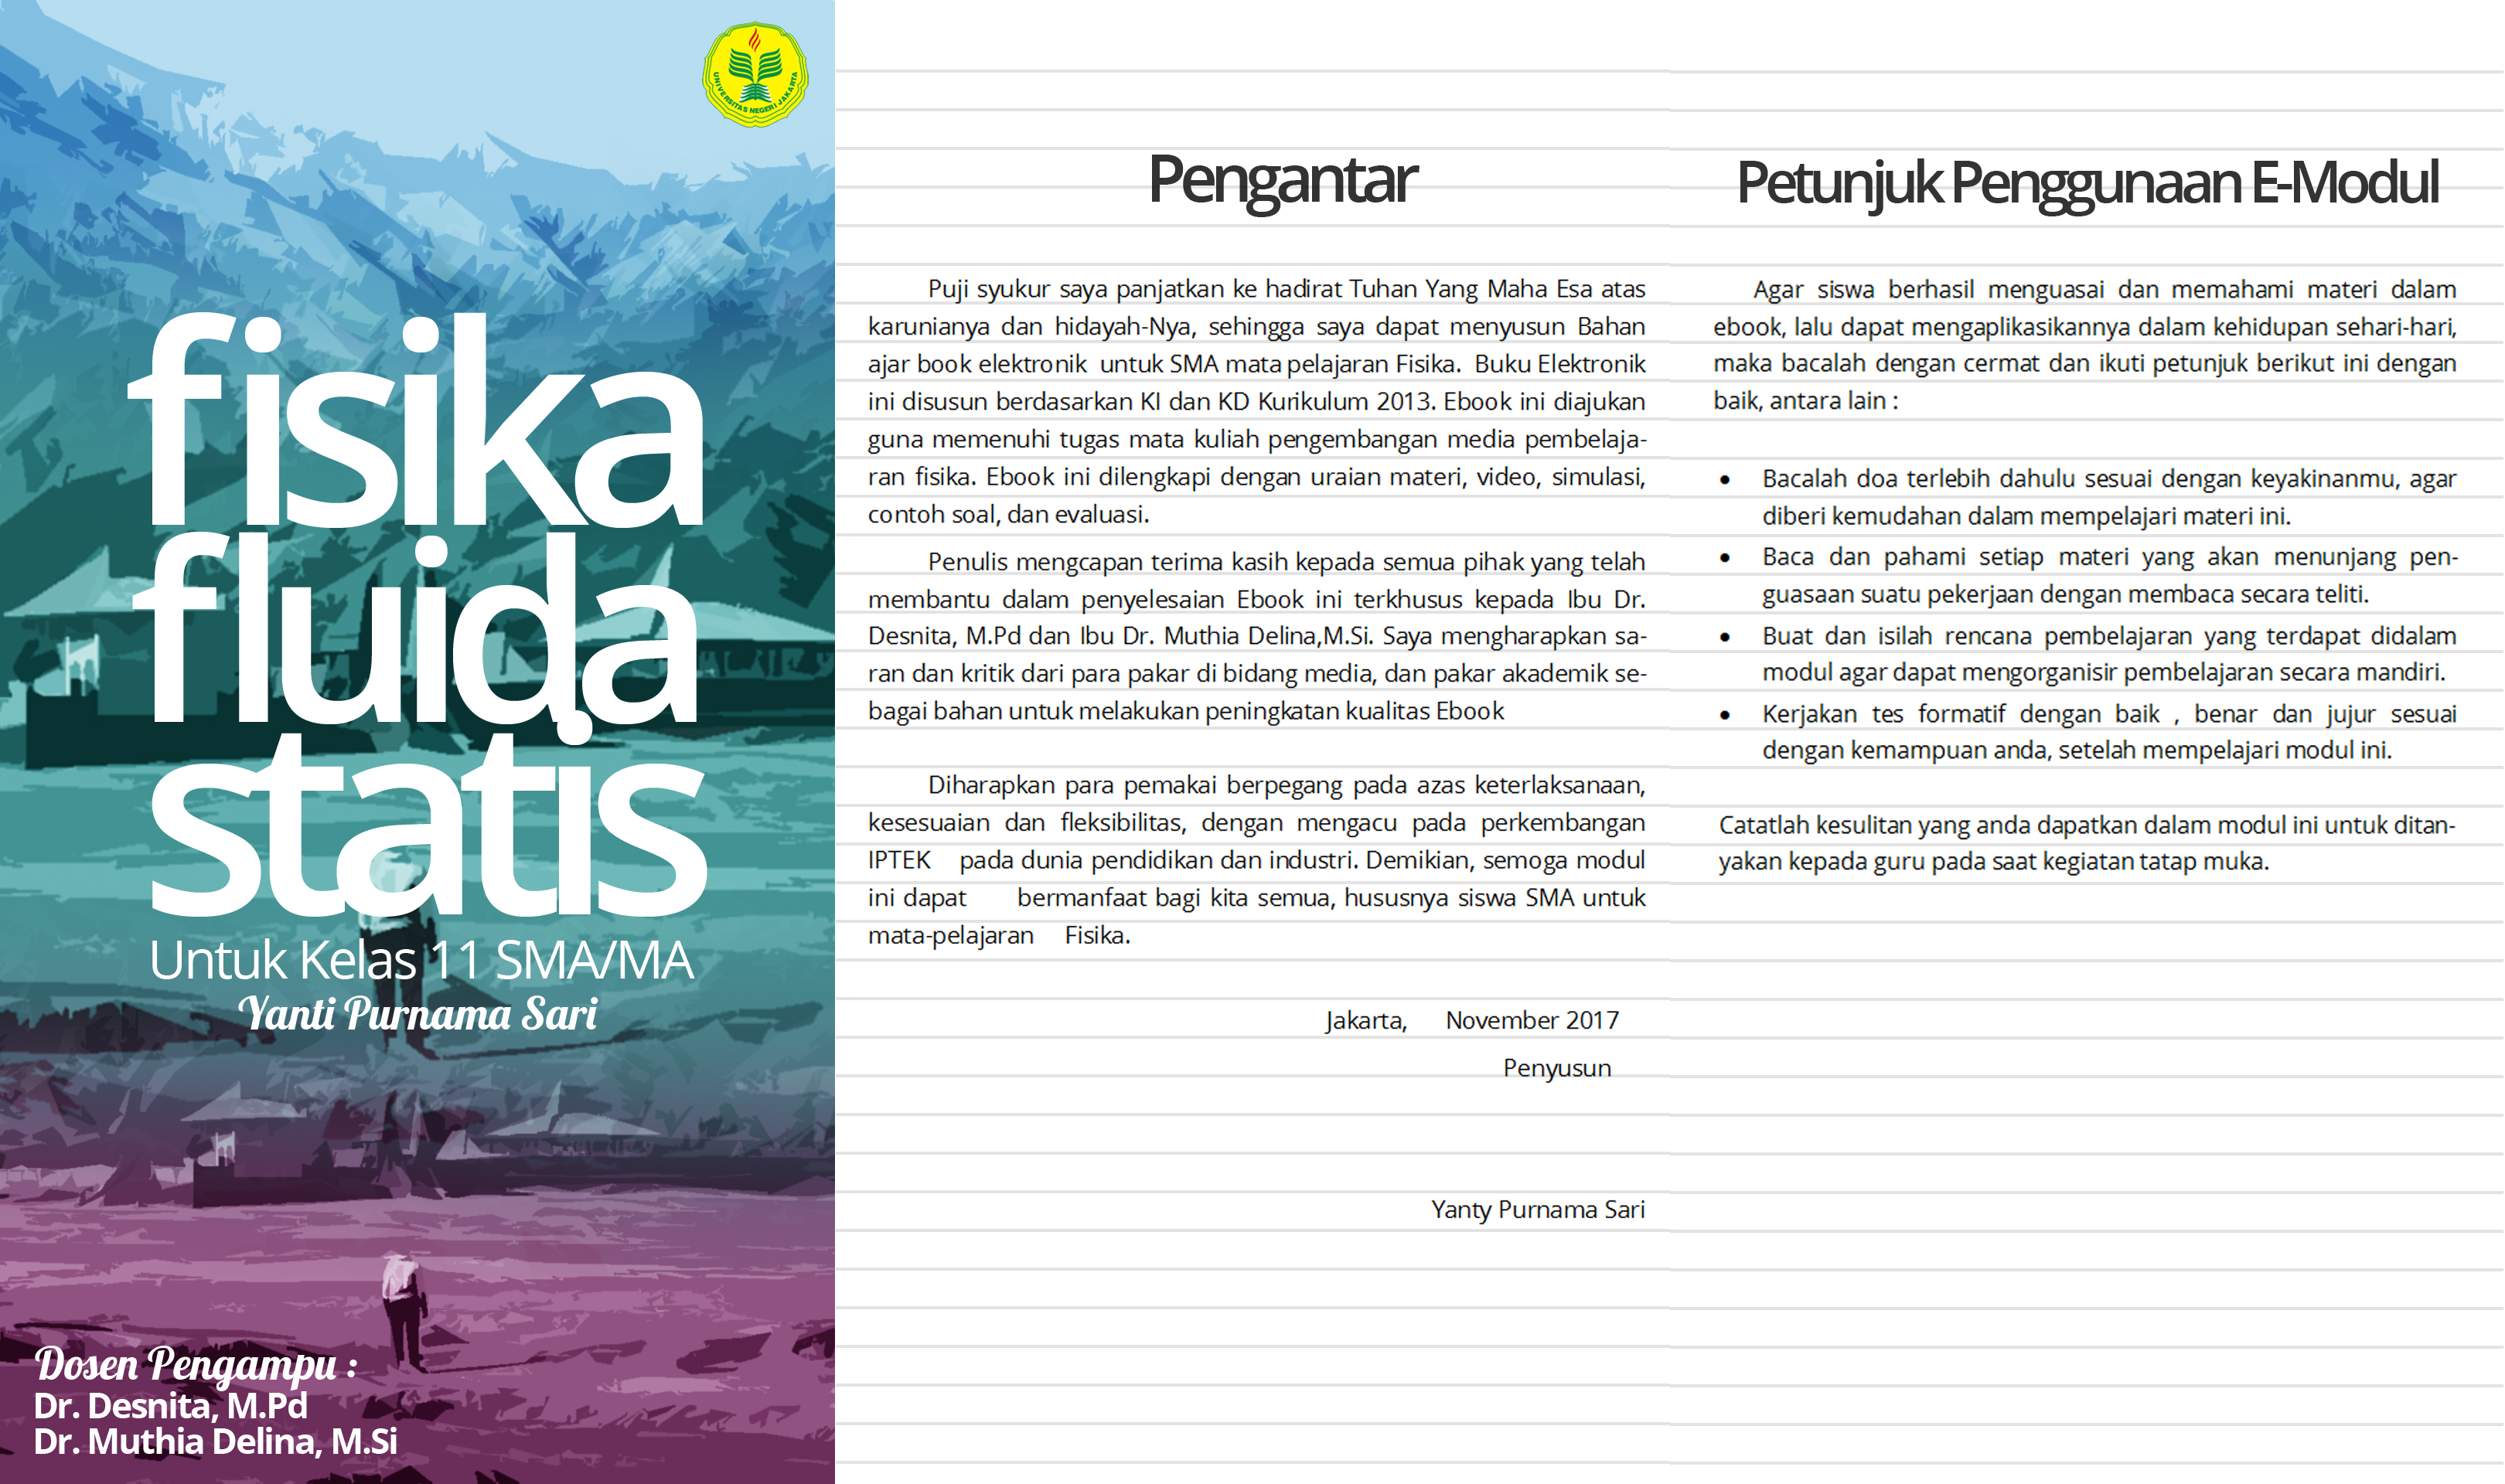 UNIVERSITAS NEGERI JAKARTA
fisika
fluida
statis
Untuk Kelas 11 SMA/MA
Yanti Purnama Sari
Dosen Pengampu :
Dr. Desnita, M.Pd
Dr. Muthia Delina, M.Si
Pengantar
Puji syukur saya panjatkan ke hadirat Tuhan Yang Maha Esa atas
karunianya dan hidayah-Nya, sehingga saya dapat menyusun Bahan
ajar book elektronik untuk SMA mata pelajaran Fisika. Buku Elektronik
ini disusun berdasarkan KI dan KD Kurikulum 2013. Ebook ini diajukan
guna memenuhi tugas mata kuliah pengembangan media pembelaja-
ran fisika. Ebook ini dilengkapi dengan uraian materi, video, simulasi,
contoh soal, dan evaluasi.
Penulis mengcapan terima kasih kepada semua pihak yang telah
membantu dalam penyelesaian Ebook ini terkhusus kepada Ibu Dr.
Desnita, M.Pd dan Ibu Dr. Muthia Delina,M.Si. Saya mengharapkan sa-
ran dan kritik dari para pakar di bidang media, dan pakar akademik se-
bagai bahan untuk melakukan peningkatan kualitas Ebook
Diharapkan para pemakai berpegang pada azas keterlaksanaan,
kesesuaian dan fleksibilitas, dengan mengacu pada perkembangan
IPTEK pada dunia pendidikan dan industri. Demikian, semoga modul
ini dapat bermanfaat bagi kita semua, hususnya siswa SMA untuk
mata-pelajaran Fisika.
Jakarta, November 2017
Penyusun
Yanty Purnama Sari
Petunjuk Penggunaan E-Modul
Agar siswa berhasil menguasai dan memahami materi dalam
ebook, lalu dapat mengaplikasikannya dalam kehidupan sehari-hari,
maka bacalah dengan cermat dan ikuti petunjuk berikut ini dengan
baik, antara lain :
• Bacalah doa terlebih dahulu sesuai dengan keyakinanmu, agar
diberi kemudahan dalam mempelajari materi ini.
• Baca dan pahami setiap materi yang akan menunjang pen-
guasaan suatu pekerjaan dengan membaca secara teliti.
• Buat dan isilah rencana pembelajaran yang terdapat didalam
modul agar dapat mengorganisir pembelajaran secara mandiri.
• Kerjakan tes formatif dengan baik , benar dan jujur sesuai
dengan kemampuan anda, setelah mempelajari modul ini.
Catatlah kesulitan yang anda dapatkan dalam modul ini untuk ditan-
yakan kepada guru pada saat kegiatan tatap muka.